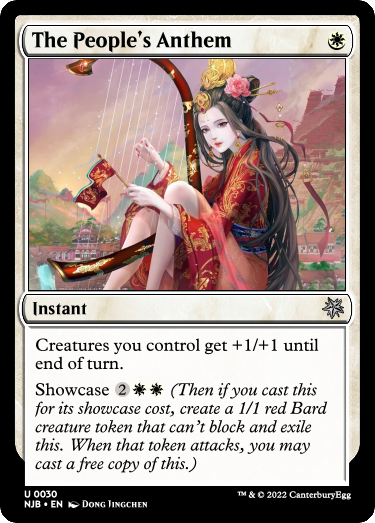 The People's Anthem
Instant
Creatures you control get +1/+1 until
end of turn.
Showcase 2 (Then if you cast this
for its showcase cost, create a 1/1 red Bard
creature token that can't block and exile
this. When that token attacks, you may
cast a free copy of this.)
U 0030
NJB • EN Dong Jingchen
™ & © 2022 CanterburyEgg